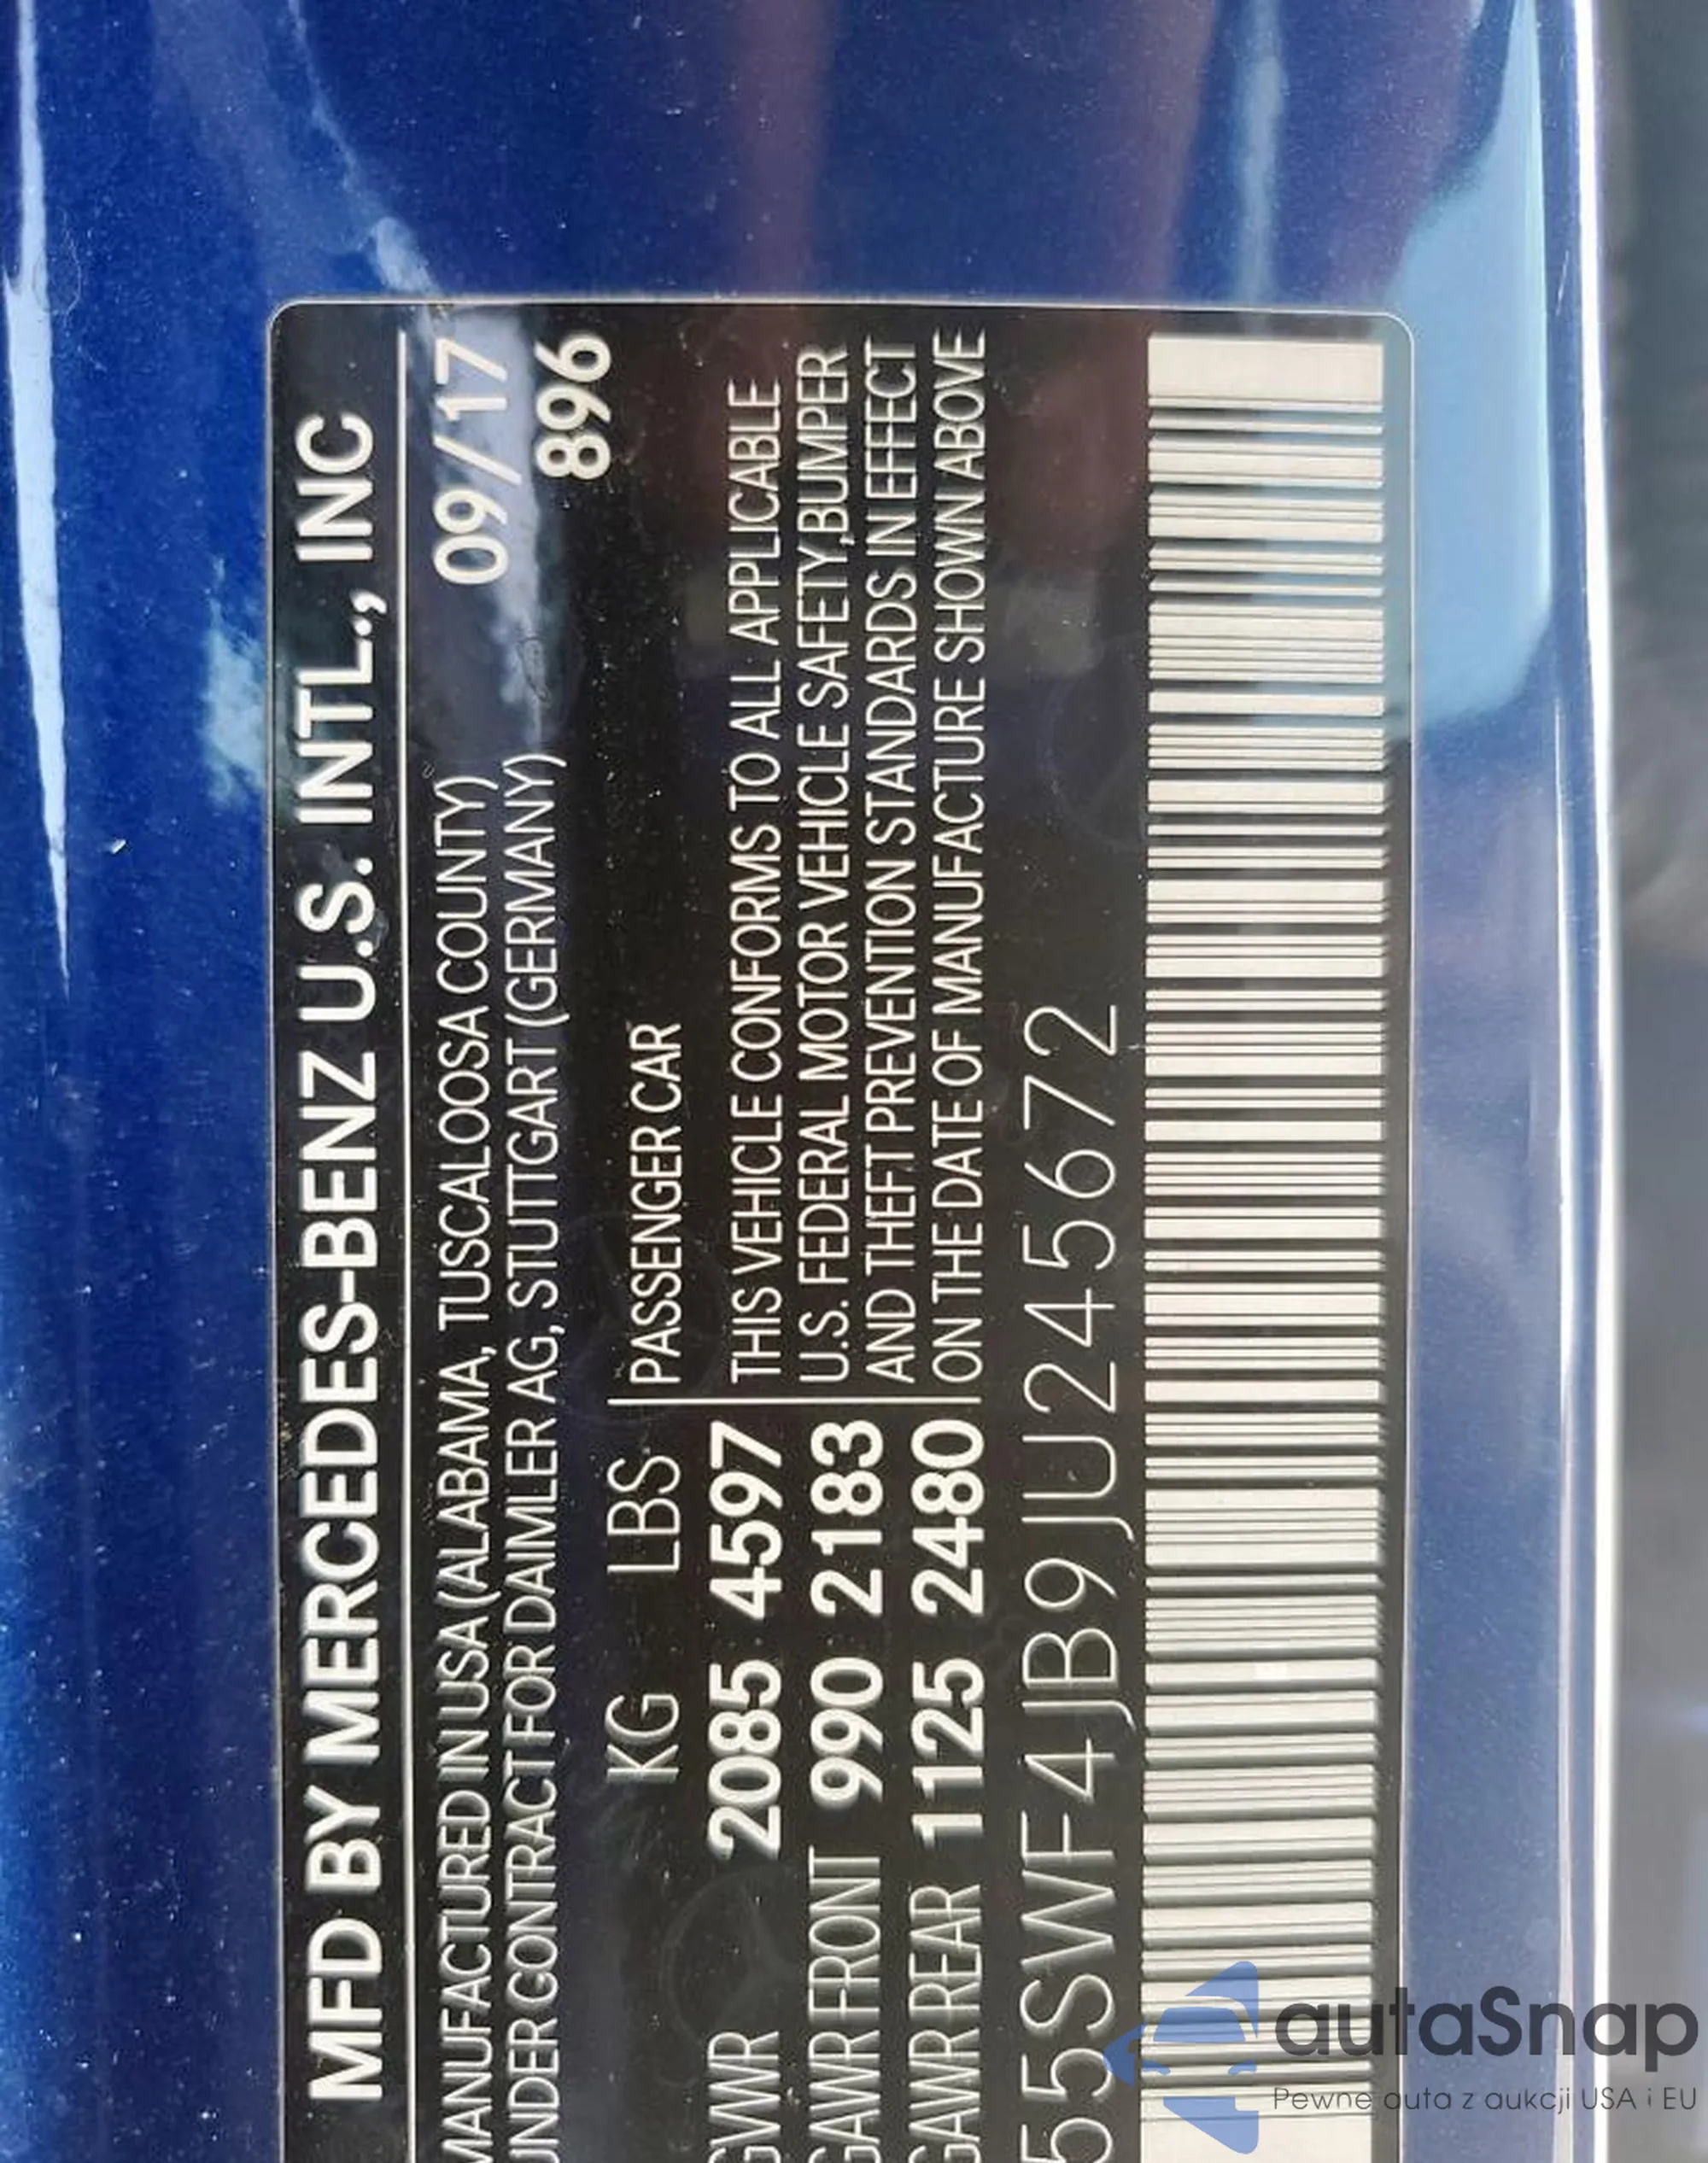 MFD BY MERCEDES-BENZ U.S. INTL., INC
MANUFACTURED IN USA (ALABAMA, TUSCALOOSA COUNTY) 09/17
UNDER CONTRACT FOR DAIMLER AG, STUTTGART (GERMANY) 896
KG LBS PASSENGER CAR
GVWR 2085 4597 THIS VEHICLE CONFORMS TO ALL APPLICABLE
GAWR FRONT 990 2183 U.S. FEDERAL MOTOR VEHICLE SAFETY,BUMPER
AND THEFT PREVENTION STANDARDS IN EFFECT
GAWR REAR 1125 2480 ON THE DATE OF MANUFACTURE SHOWN ABOVE
55SWF4JB9JU245672
autaSnap
Pewne auta z aukcji USA i EU